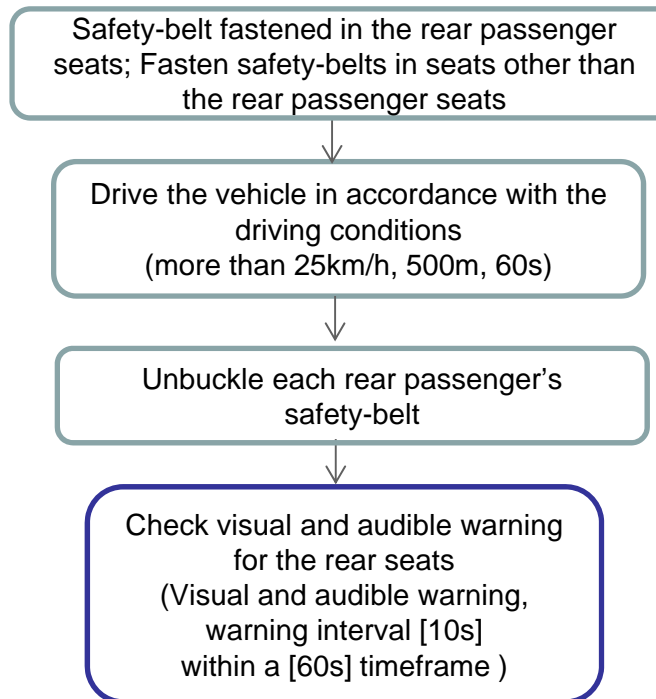 Safety-belt fastened in the rear passenger
seats; Fasten safety-belts in seats other than
the rear passenger seats
Drive the vehicle in accordance with the
driving conditions
(more than 25km/h, 500m, 60s)
Unbuckle each rear passenger’s
safety-belt
Check visual and audible warning
for the rear seats
(Visual and audible warning,
warning interval [10s]
within a [60s] timeframe )